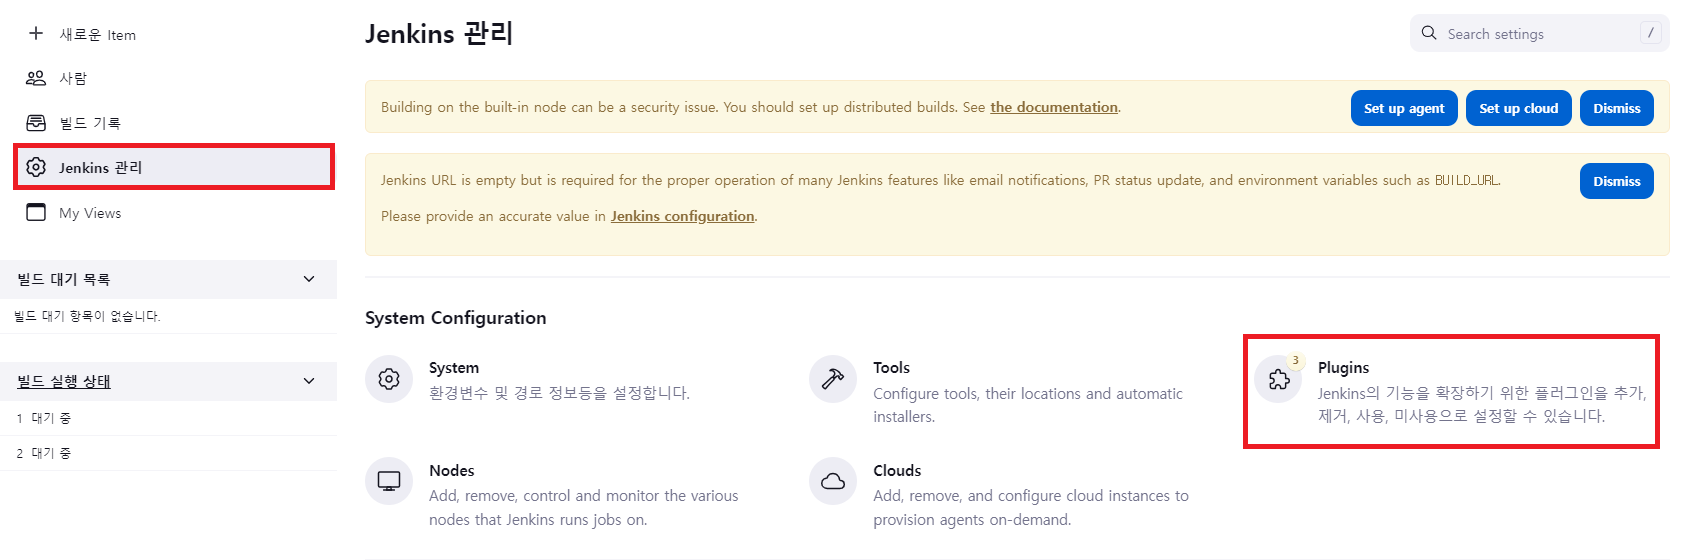 새로운 Item
사람
빌드 기록
Jenkins 관리
My Views
빌드 대기 목록
빌드 대기 항목이 없습니다.
빌드 실행 상태
1 대기 중
2 대기 중
Jenkins 관리
Search settings
/
Building on the built-in node can be a security issue. You should set up distributed builds. See the documentation.
Set up agent
Set up cloud
Dismiss
Jenkins URL is empty but is required for the proper operation of many Jenkins features like email notifications, PR status update, and environment variables such as BUILD_URL.
Dismiss
Please provide an accurate value in Jenkins configuration.
System Configuration
System
환경변수 및 경로 정보등을 설정합니다.
Tools
Configure tools, their locations and automatic
installers.
3
Plugins
Jenkins의 기능을 확장하기 위한 플러그인을 추가,
제거, 사용, 미사용으로 설정할 수 있습니다.
Nodes
Add, remove, control and monitor the various
nodes that Jenkins runs jobs on.
Clouds
Add, remove, and configure cloud instances to
provision agents on-demand.